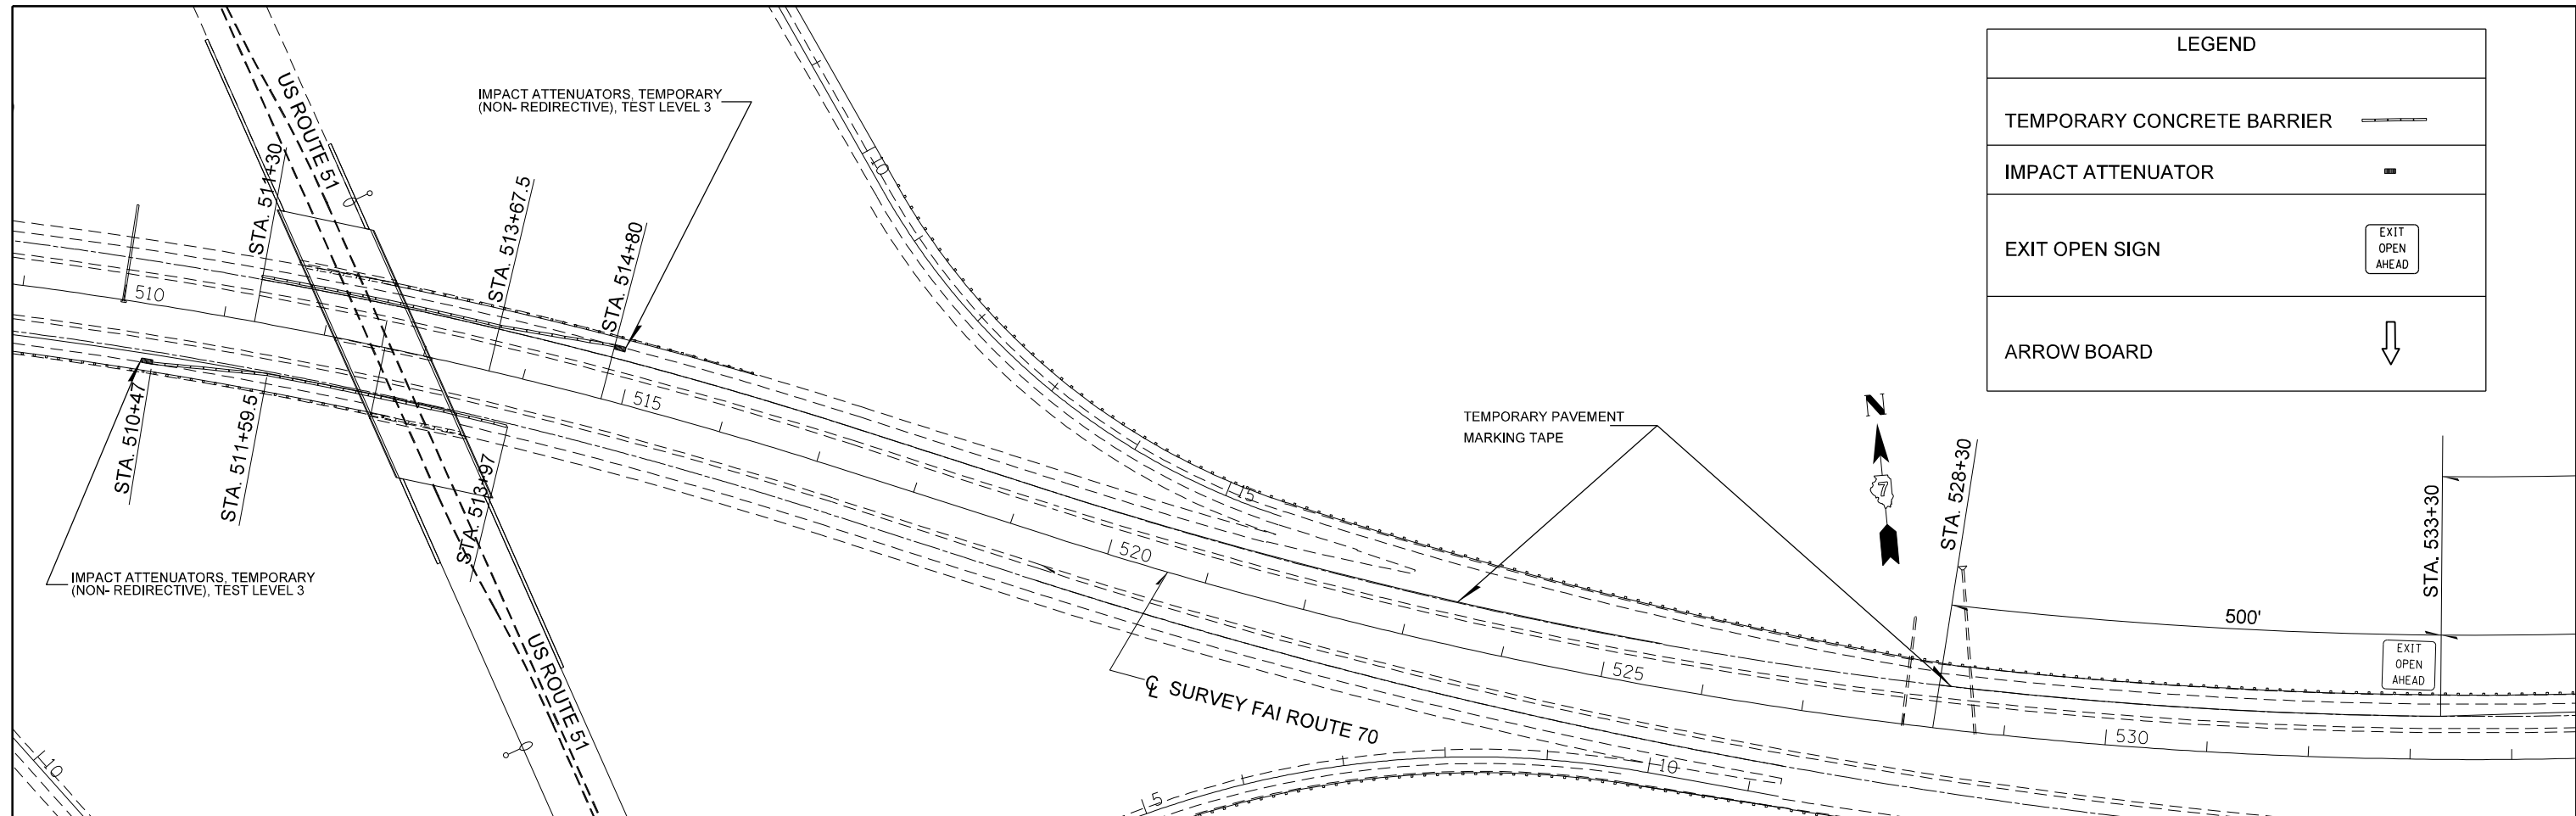 LEGEND
TEMPORARY CONCRETE BARRIER
IMPACT ATTENUATOR
EXIT OPEN SIGN
EXIT
OPEN
AHEAD
ARROW BOARD
US ROUTE 51
IMPACT ATTENUATORS, TEMPORARY
(NON- REDIRECTIVE), TEST LEVEL 3
STA. 511+30
STA. 513+67.5
STA. 514+80
510
515
10
STA. 510+47
STA. 511+59.5
STA. 513+97
IMPACT ATTENUATORS, TEMPORARY
(NON- REDIRECTIVE), TEST LEVEL 3
US ROUTE 51
10
15
520
TEMPORARY PAVEMENT
MARKING TAPE
N
7
STA. 528+30
STA. 533+30
500'
525
530
EXIT
OPEN
AHEAD
℄ SURVEY FAI ROUTE 70
5
10